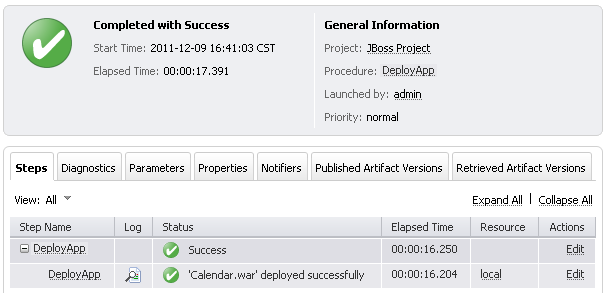 Completed with Success
Start Time: 2011-12-09 16:41:03 CST
Elapsed Time: 00:00:17.391
General Information
Project: JBoss Project
Procedure: DeployApp
Launched by: admin
Priority: normal
Steps Diagnostics Parameters Properties Notifiers Published Artifact Versions Retrieved Artifact Versions
View: All Expand All | Collapse All
Step Name Log Status Elapsed Time Resource Actions
DeployApp Success 00:00:16.250 Edit
DeployApp 'Calendar.war' deployed successfully 00:00:16.204 local Edit